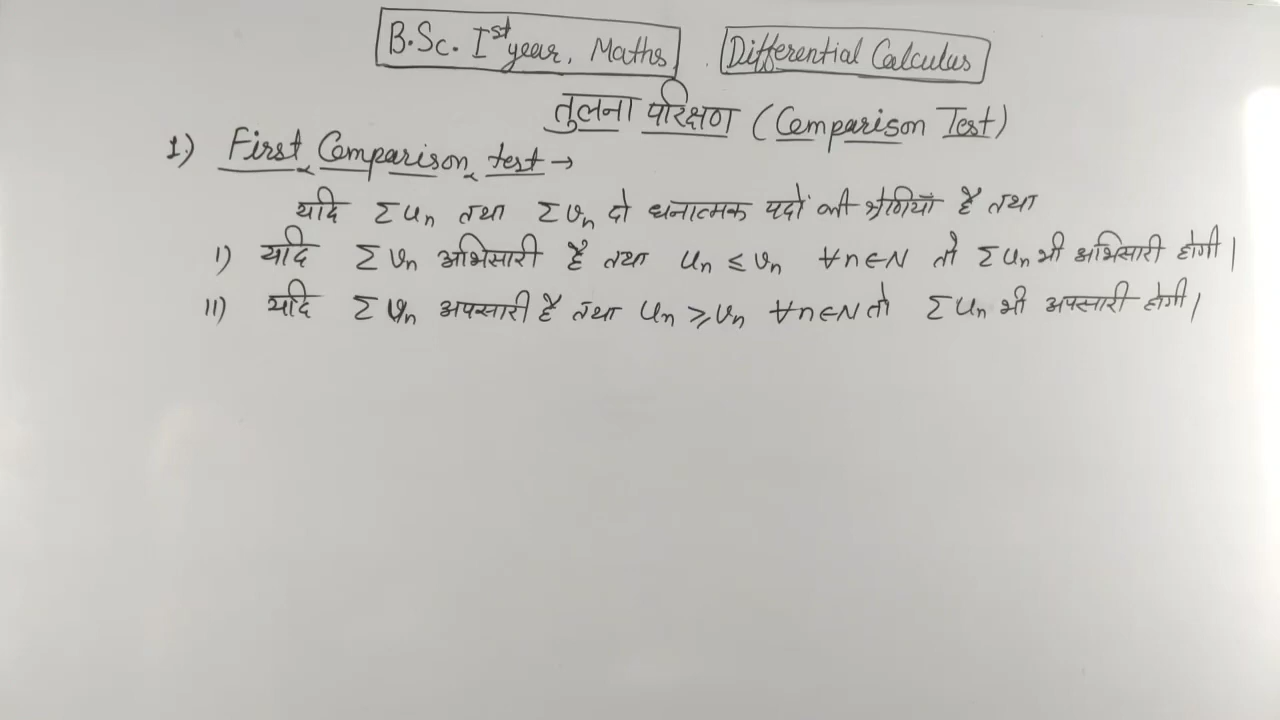 B.Sc. Ist year, Maths, Differential Calculus
तुलना परिक्षण (Comparison Test)
1.) First Comparison test →
यदि Σun तथा Σvn दो धनात्मक पदों की श्रेणियाँ हैं तथा
i) यदि Σvn अभिसारी है तथा un ≤ vn ∀n∈N तो Σun भी अभिसारी होगी।
ii) यदि Σvn अपसारी है तथा un ≥ vn ∀n∈N तो Σun भी अपसारी होगी।